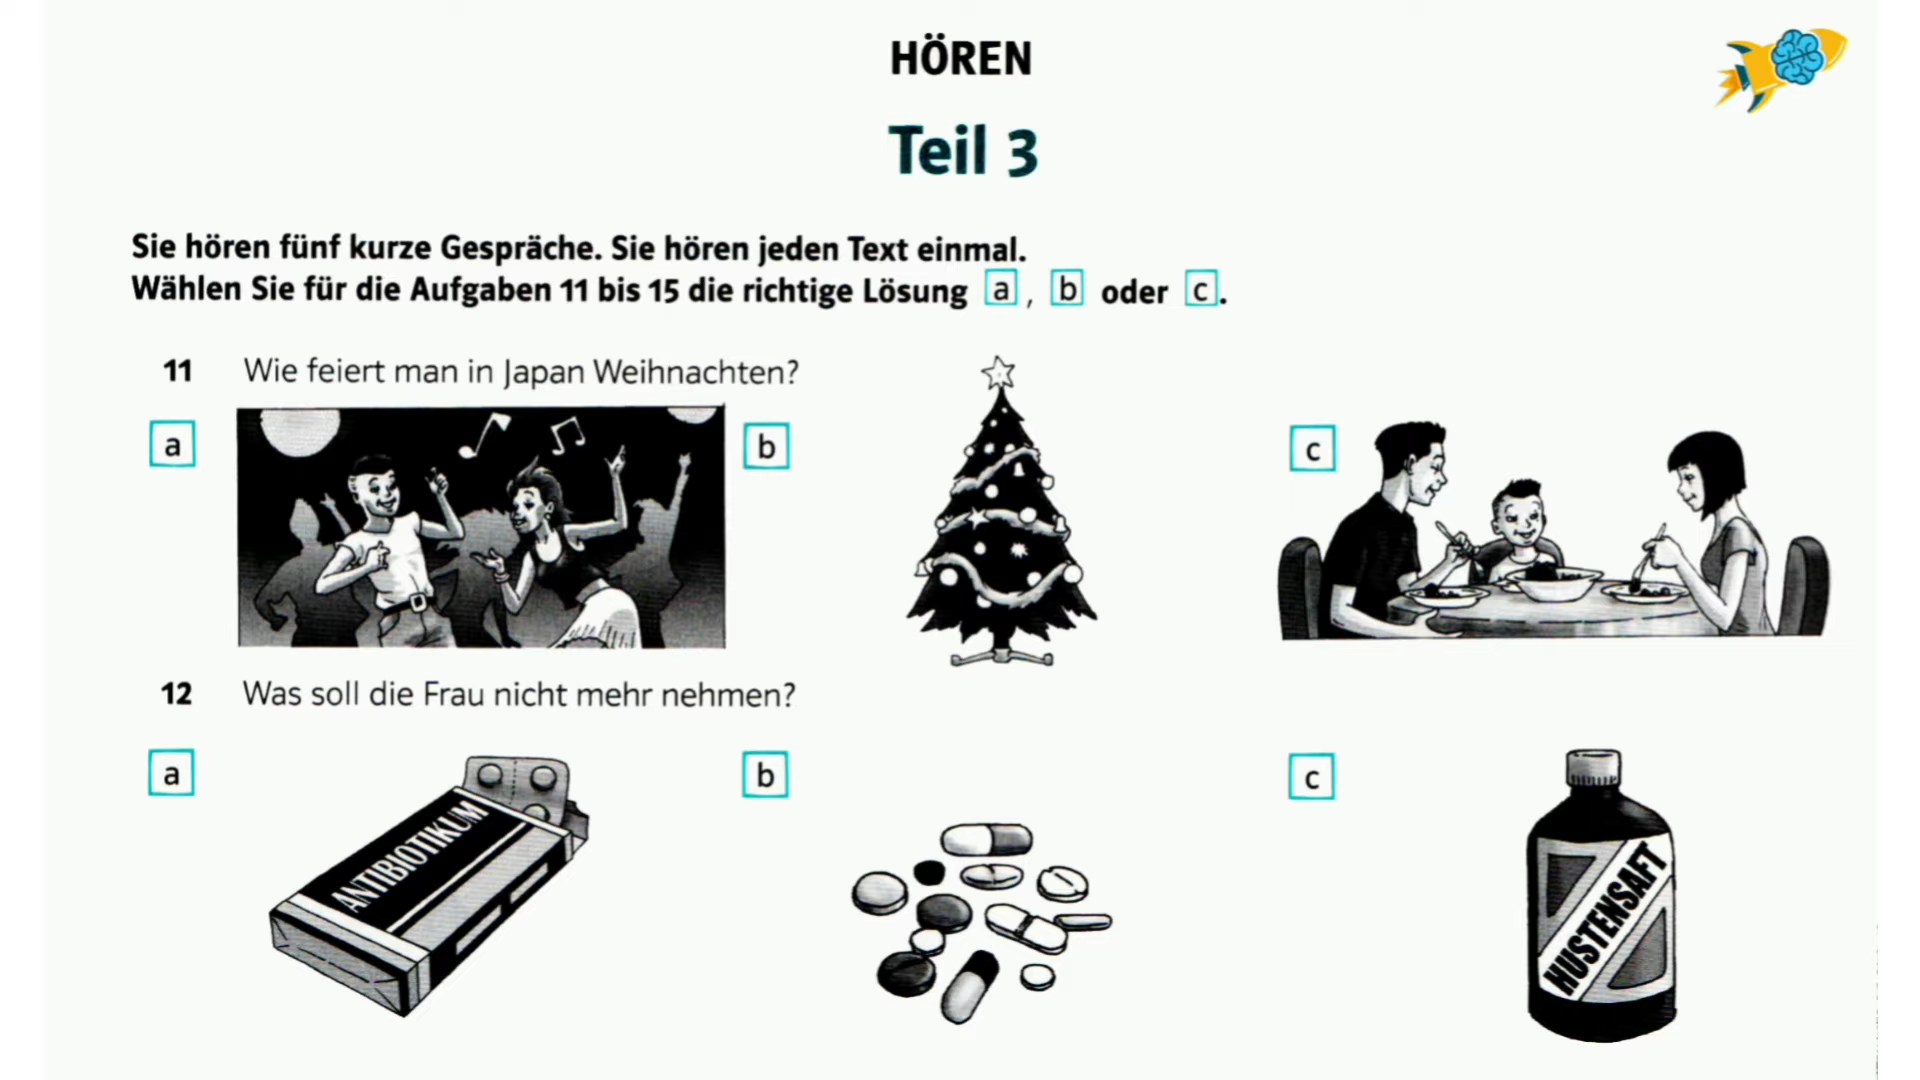 HÖREN
Teil 3
Sie hören fünf kurze Gespräche. Sie hören jeden Text einmal.
Wählen Sie für die Aufgaben 11 bis 15 die richtige Lösung a , b oder c .
11 Wie feiert man in Japan Weihnachten?
a b c
12 Was soll die Frau nicht mehr nehmen?
a b c
ANTIBIOTIKUM
HUSTENSAFT